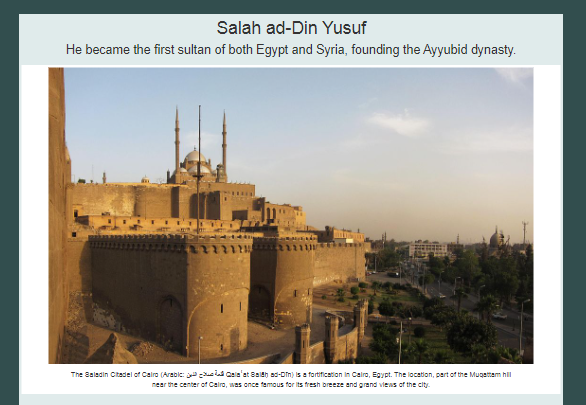 Salah ad-Din Yusuf
He became the first sultan of both Egypt and Syria, founding the Ayyubid dynasty.
The Saladin Citadel of Cairo (Arabic: قلعة صلاح الدين Qalaʿat Salāḥ ad-Dīn) is a fortification in Cairo, Egypt. The location, part of the Muqattam hill
near the center of Cairo, was once famous for its fresh breeze and grand views of the city.